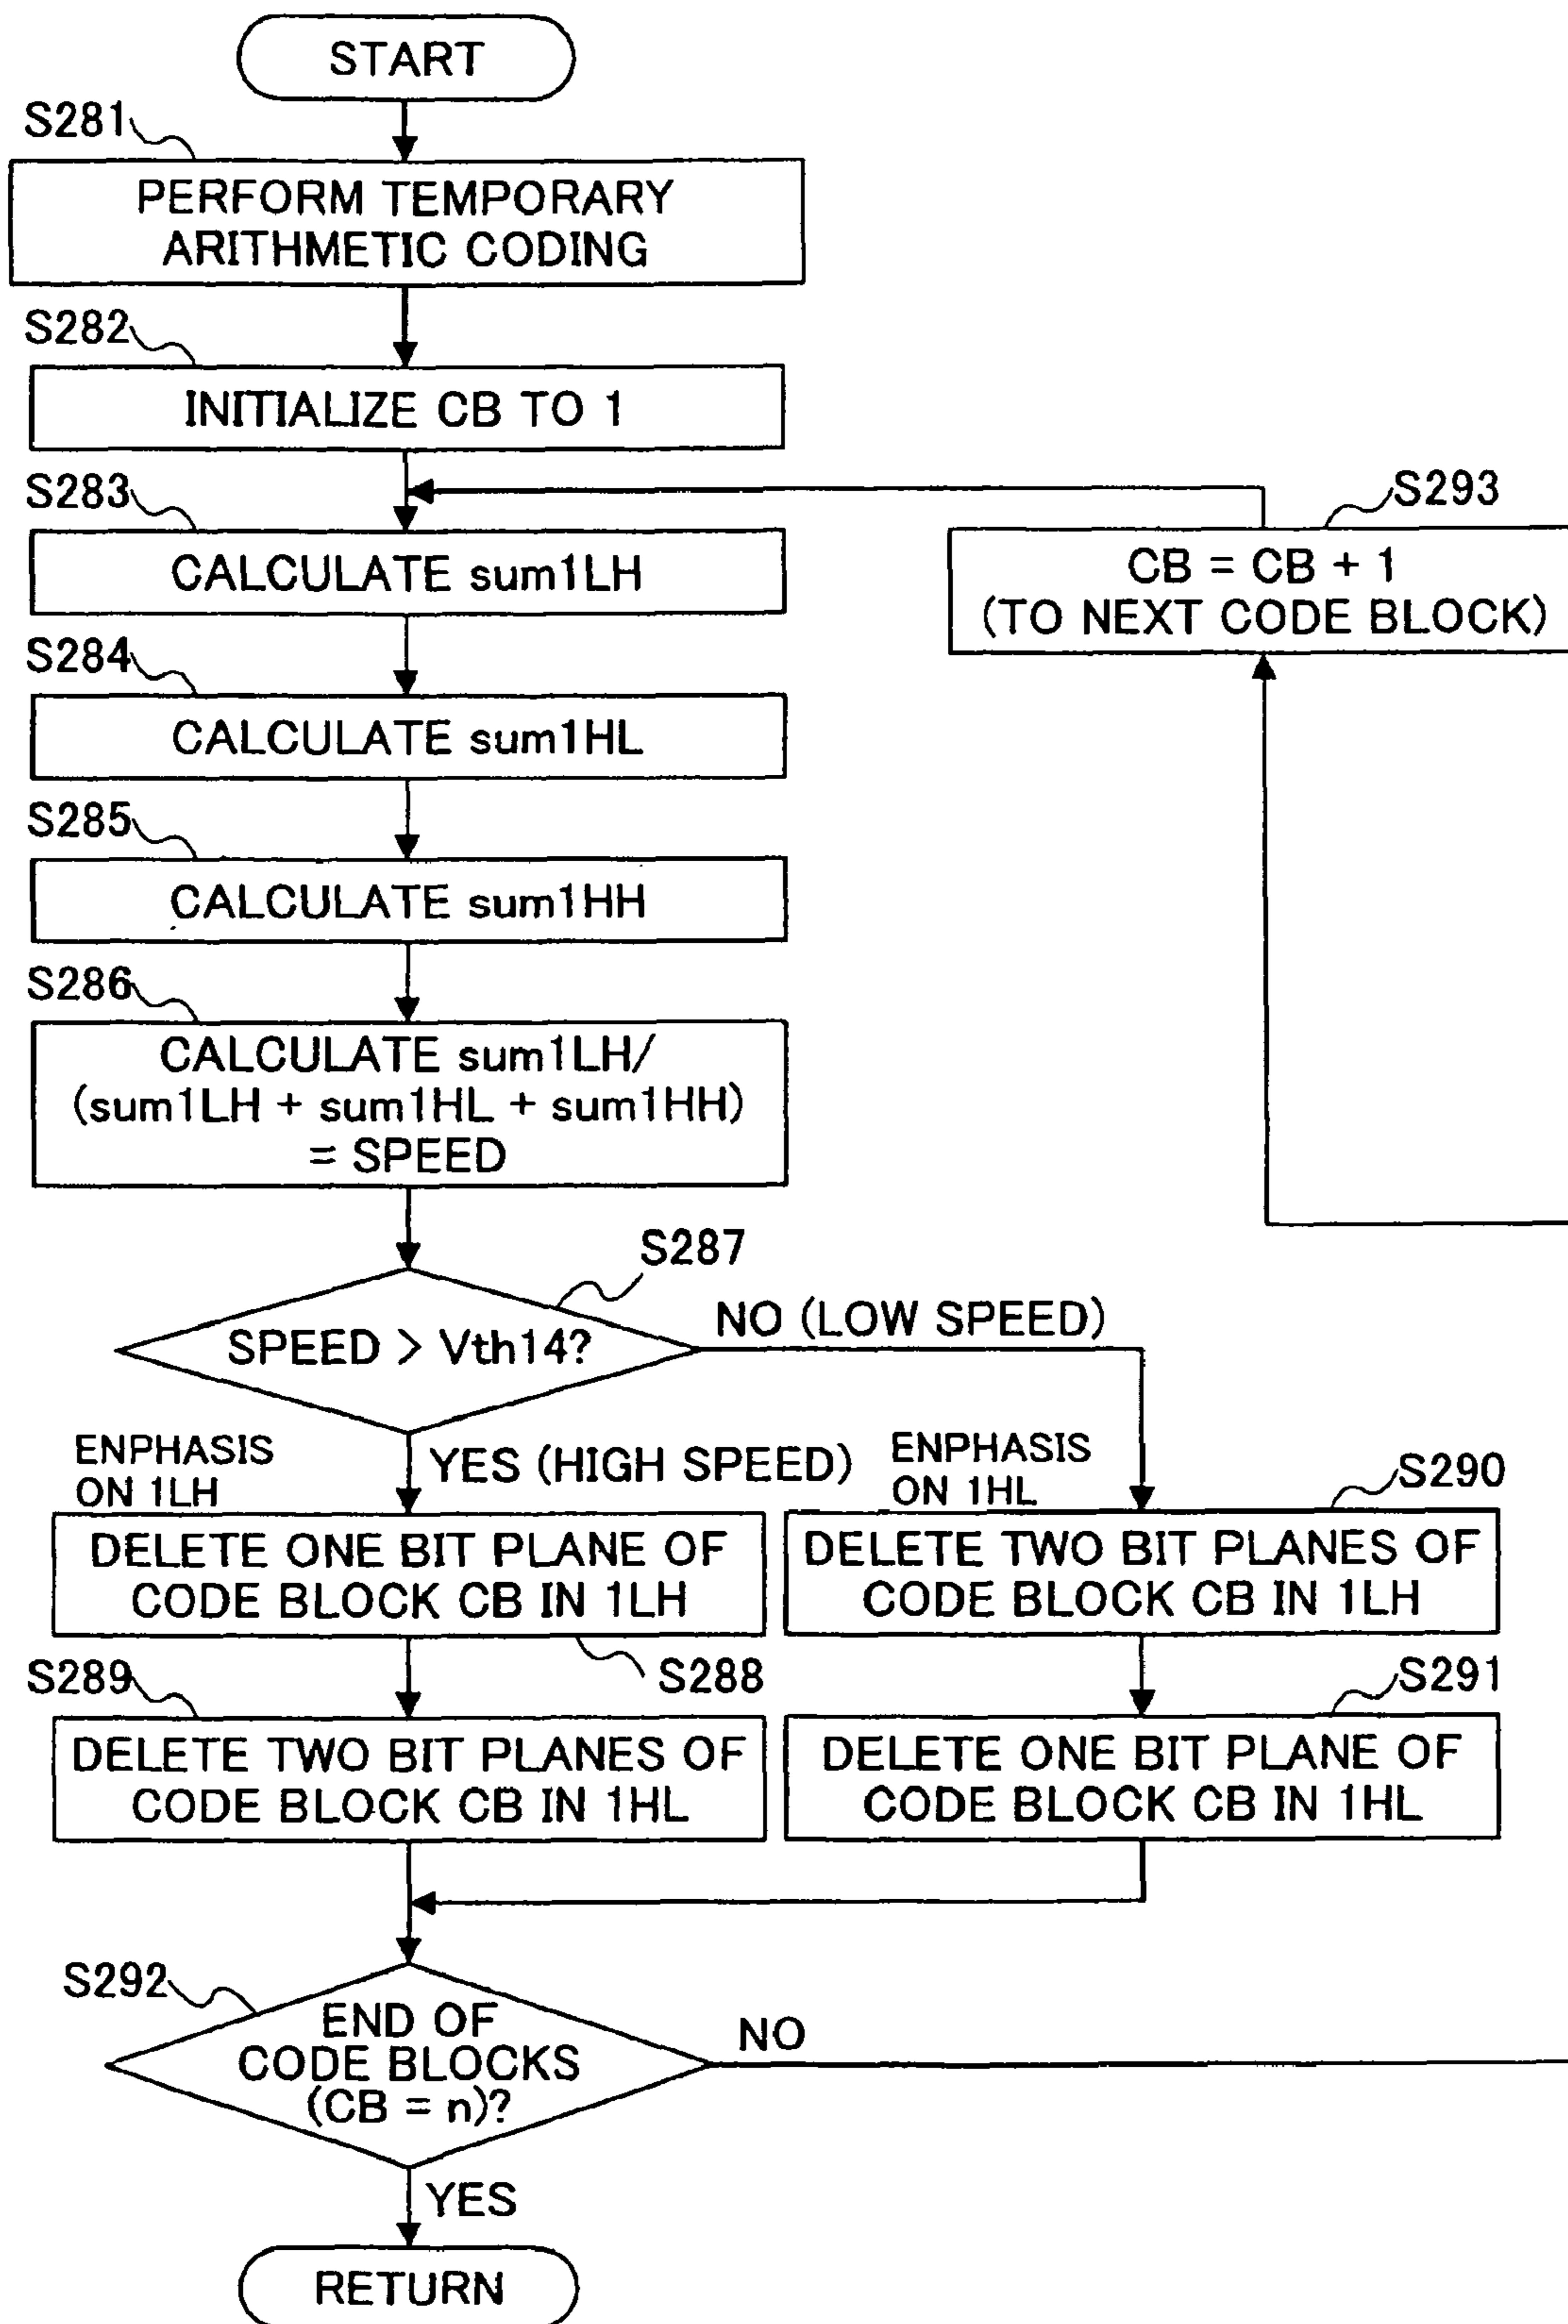 START
S281
PERFORM TEMPORARY
ARITHMETIC CODING
S282
INITIALIZE CB TO 1
S283
CALCULATE sum1LH
S293
CB = CB + 1
(TO NEXT CODE BLOCK)
S284
CALCULATE sum1HL
S285
CALCULATE sum1HH
S286
CALCULATE sum1LH/
(sum1LH + sum1HL + sum1HH)
= SPEED
S287
SPEED > Vth14?
NO (LOW SPEED)
ENPHASIS
ON 1LH
YES (HIGH SPEED)
ENPHASIS
ON 1HL
S290
DELETE ONE BIT PLANE OF
CODE BLOCK CB IN 1LH
S288
DELETE TWO BIT PLANES OF
CODE BLOCK CB IN 1LH
S289
DELETE TWO BIT PLANES OF
CODE BLOCK CB IN 1HL
S291
DELETE ONE BIT PLANE OF
CODE BLOCK CB IN 1HL
S292
END OF
CODE BLOCKS
(CB = n)?
NO
YES
RETURN